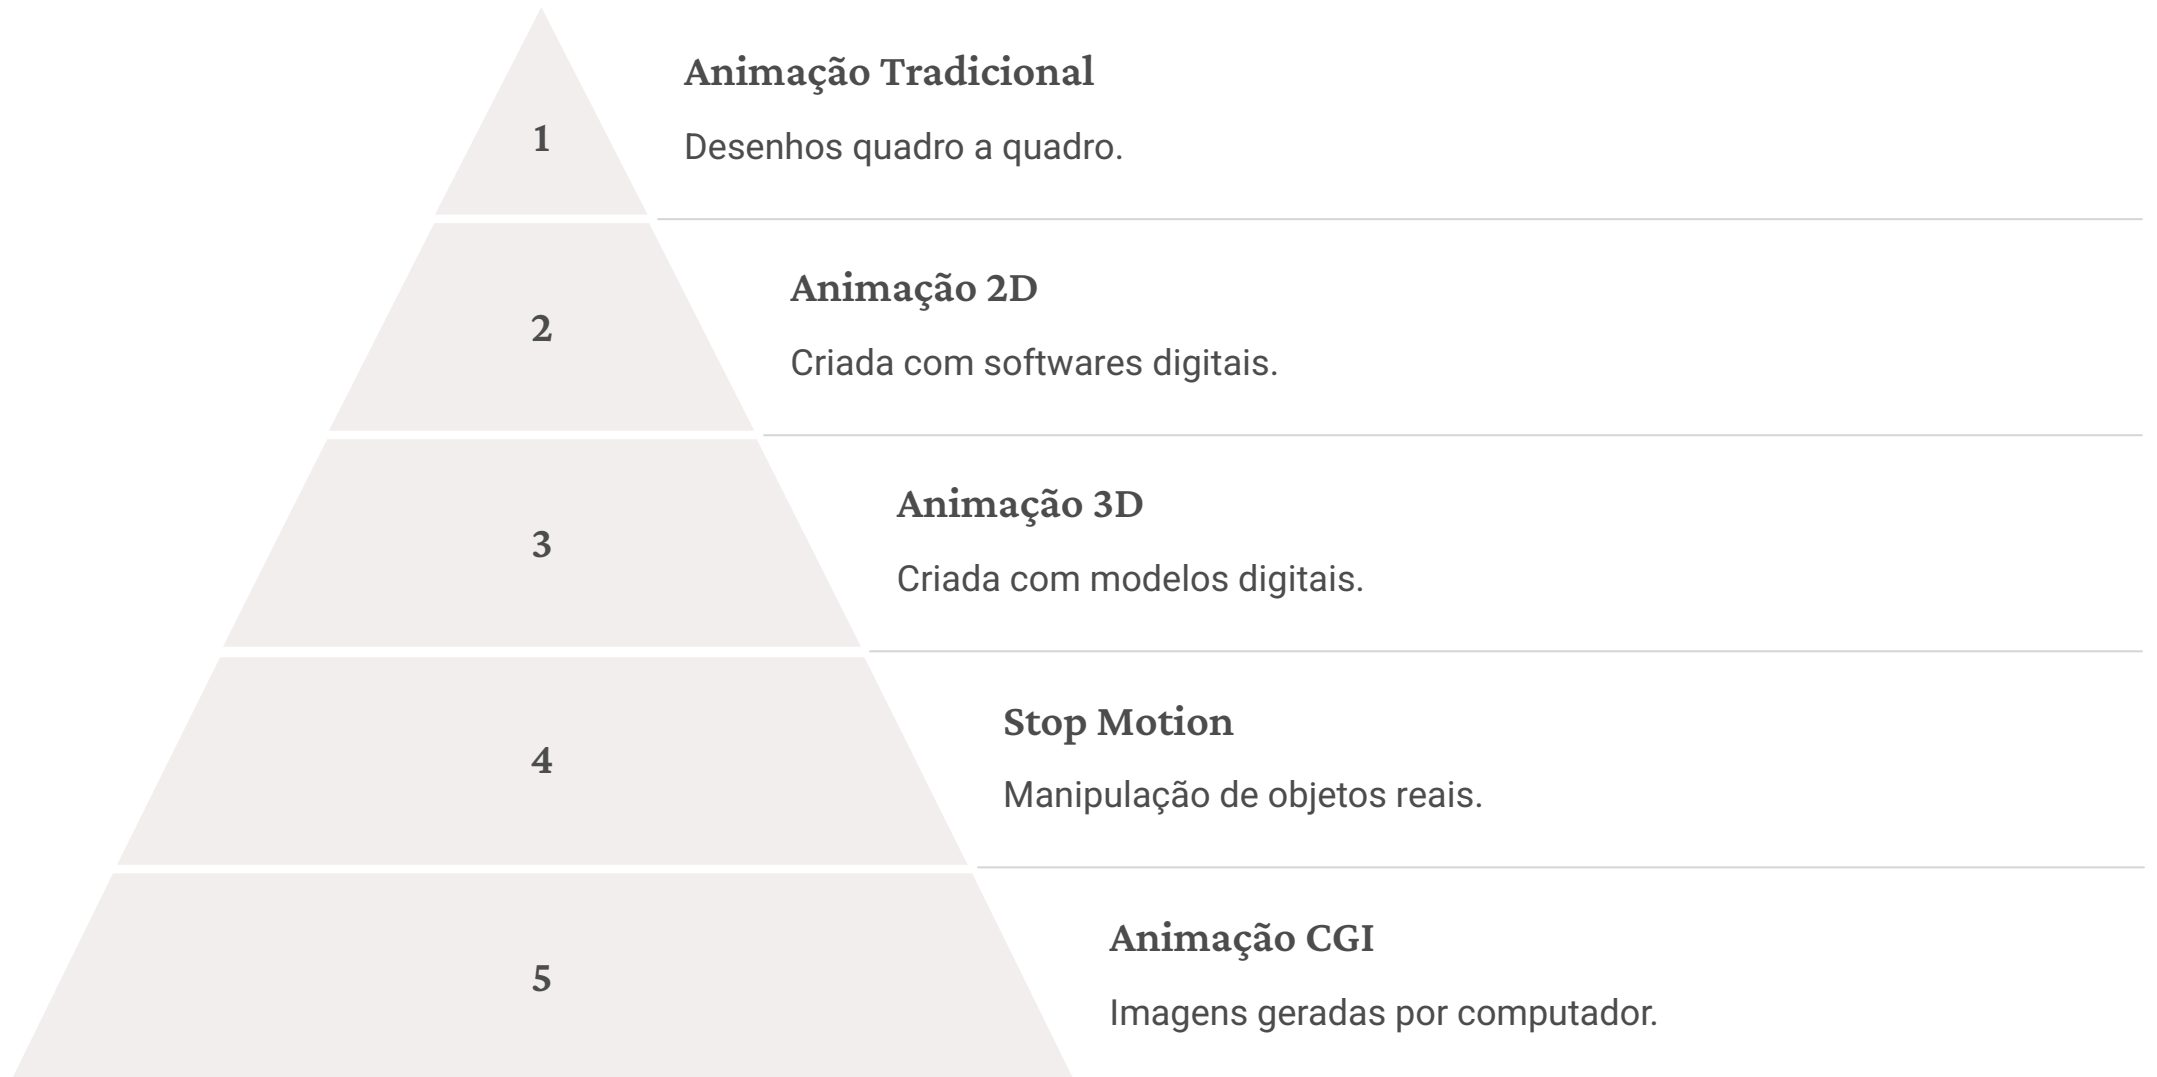 1
Animação Tradicional
Desenhos quadro a quadro.
2
Animação 2D
Criada com softwares digitais.
3
Animação 3D
Criada com modelos digitais.
4
Stop Motion
Manipulação de objetos reais.
5
Animação CGI
Imagens geradas por computador.